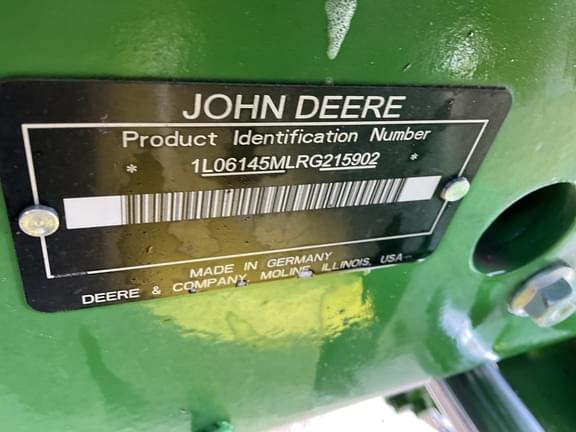 JOHN DEERE
Product Identification Number
* 1L06145MLRG215902 *
MADE IN GERMANY
DEERE & COMPANY, MOLINE, ILLINOIS, USA